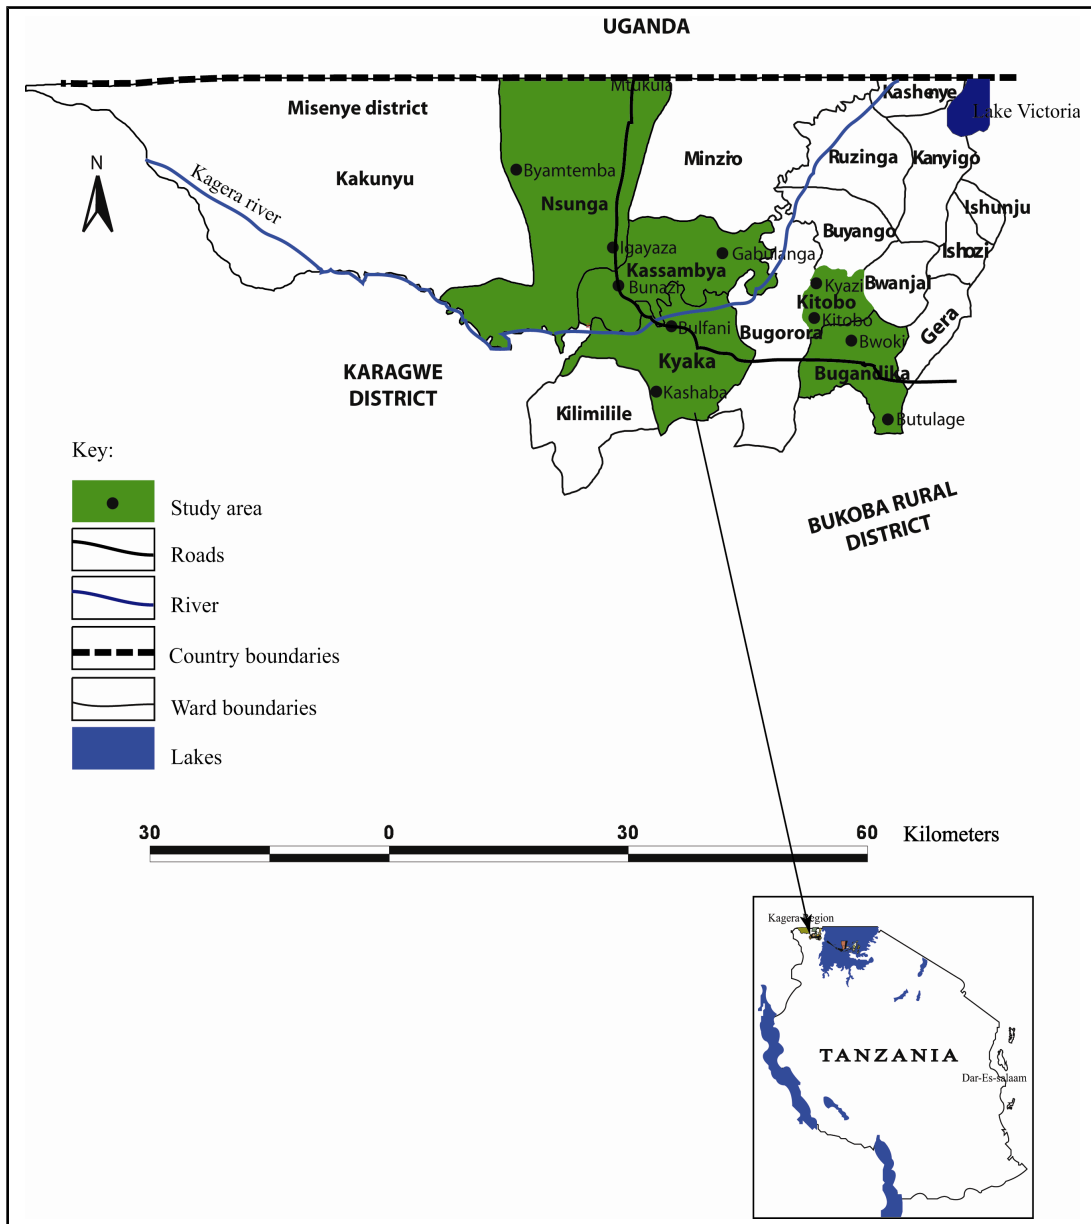 UGANDA
Mtukula
Kashenye
Misenye district
Lake Victoria
Minziro
Ruzinga
Kanyigo
N
Kagera river
Kakunyu
Byamtemba
Nsunga
Ishunju
Buyango
Igayaza
Gabulanga
Ishozi
Kassambya
Bunazh
Kyazi
Bwanjai
Kitobo
Kitobo
Bulfani
Bugorora
Gera
Bwoki
KARAGWE
DISTRICT
Kyaka
Bugandika
Kashaba
Kilimilile
Butulage
BUKOBA RURAL
DISTRICT
Key:
Study area
Roads
River
Country boundaries
Ward boundaries
Lakes
30 0 30 60 Kilometers
Kagera Region
TANZANIA
Dar-Es-salaam